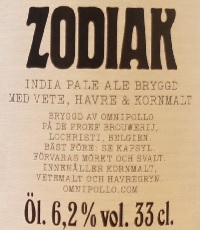 ZODIAK
INDIA PALE ALE BRYGGD
MED VETE, HAVRE & KORNMALT
BRYGGD AV OMNIPOLLO
PÅ DE PROEF BROUWERIJ,
LOCHRISTI, BELGIEN.
BÄST FÖRE: SE KAPSYL.
FÖRVARAS MÖRKT OCH SVALT.
INNEHÅLLER KORNMALT,
VETEMALT OCH HAVREGRYN.
OMNIPOLLO.COM
Öl. 6,2% vol. 33 cl.